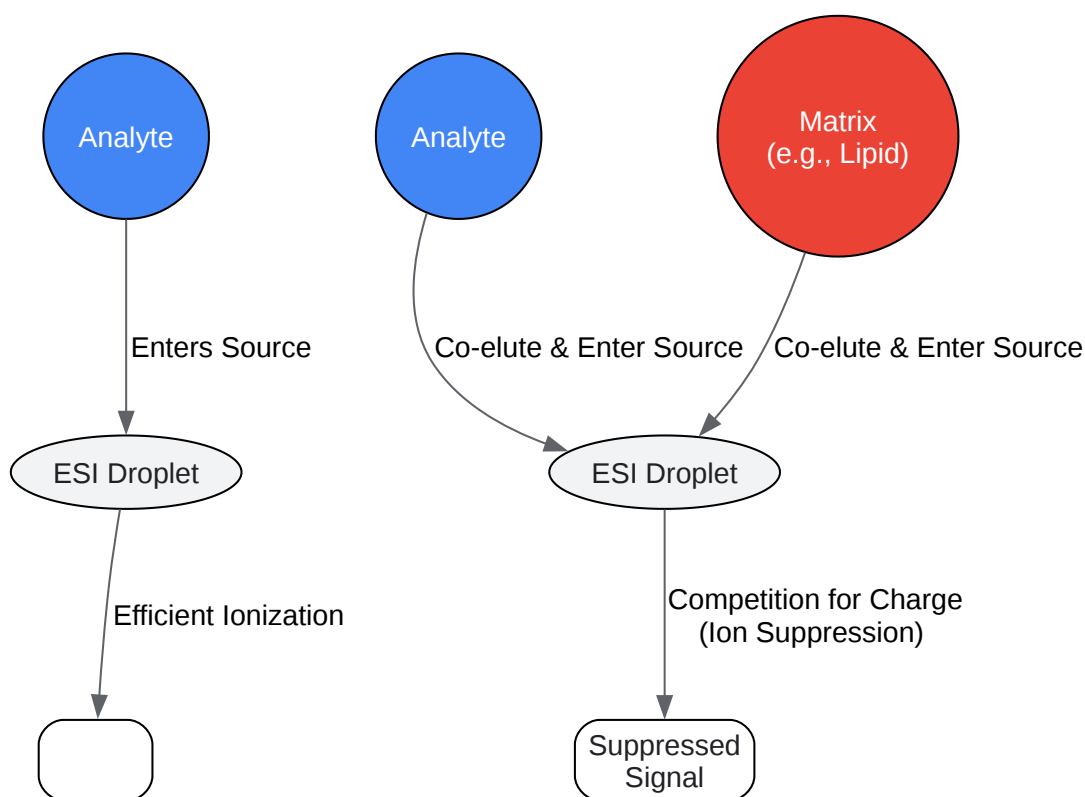 Analyte
Analyte
Matrix
(e.g., Lipid)
Enters Source
Co-elute & Enter Source
Co-elute & Enter Source
ESI Droplet
ESI Droplet
Efficient Ionization
Competition for Charge
(Ion Suppression)
Suppressed
Signal